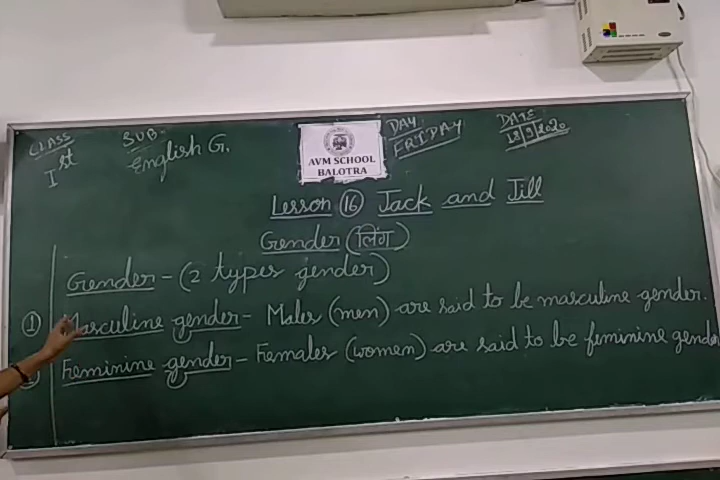 CLASS
Ist
SUB-
English G.
AVM SCHOOL
BALOTRA
DAY
FRIDAY
DATE
18/9/2020
Lesson 16 Jack and Jill
Gender (लिंग)
Gender - (2 types gender)
1 Masculine gender - Males (men) are said to be masculine gender.
Feminine gender - Females (women) are said to be feminine gender